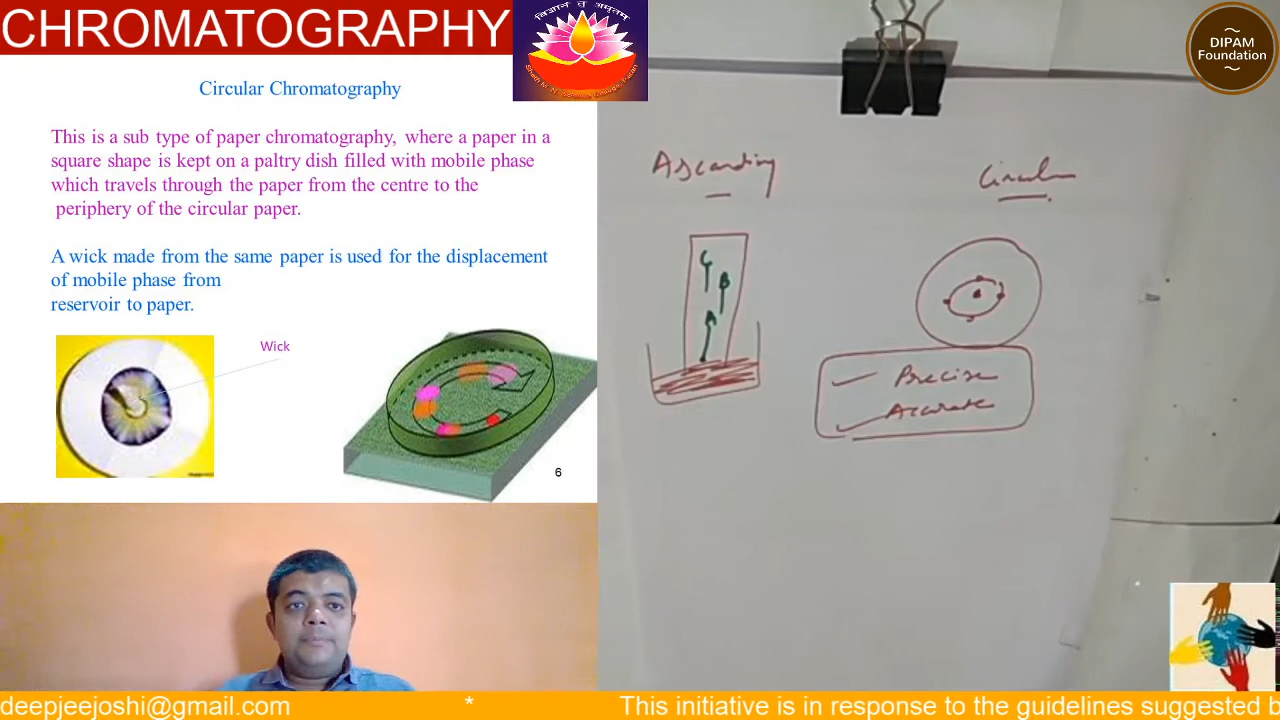 CHROMATOGRAPHY
विज्ञानं तु अमृतम्
DIPAM
Foundation
Circular Chromatography
This is a sub type of paper chromatography, where a paper in a
square shape is kept on a paltry dish filled with mobile phase
which travels through the paper from the centre to the
periphery of the circular paper.
A wick made from the same paper is used for the displacement
of mobile phase from
reservoir to paper.
Wick
6
Ascending
Circular
C
B
A
Precise
Accurate
deepjeejoshi@gmail.com * This initiative is in response to the guidelines suggested b